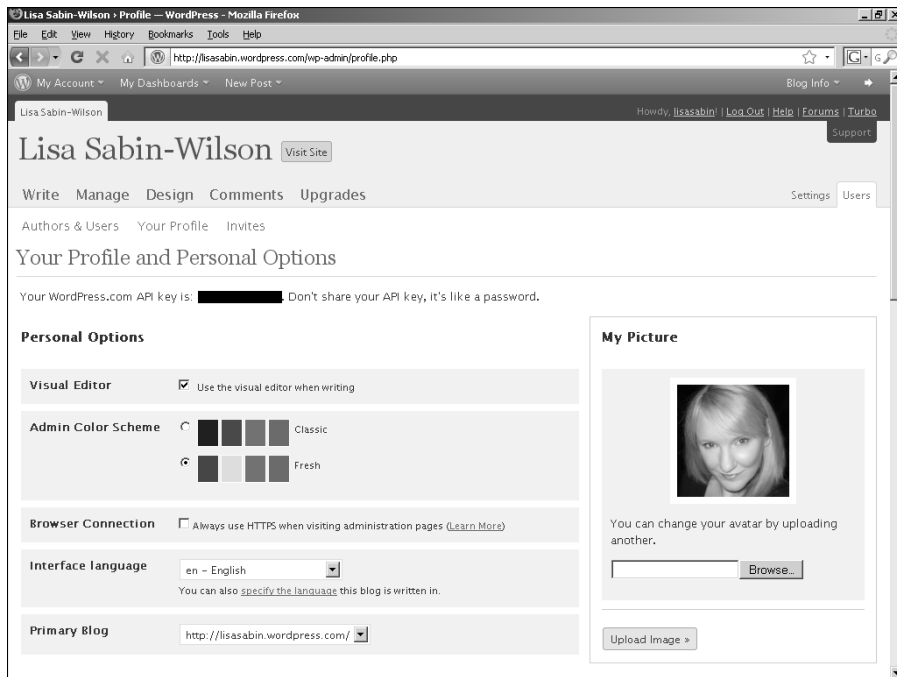 Lisa Sabin-Wilson › Profile — WordPress - Mozilla Firefox
File Edit View History Bookmarks Tools Help
http://lisasabin.wordpress.com/wp-admin/profile.php
G G
My Account My Dashboards New Post Blog Info
Lisa Sabin-Wilson Howdy, lisasabin! | Log Out | Help | Forums | Turbo
Support
Lisa Sabin-Wilson Visit Site
Write Manage Design Comments Upgrades Settings Users
Authors & Users Your Profile Invites
Your Profile and Personal Options
Your WordPress.com API key is: . Don't share your API key, it's like a password.
Personal Options
Visual Editor Use the visual editor when writing
Admin Color Scheme Classic
Fresh
Browser Connection Always use HTTPS when visiting administration pages (Learn More)
Interface language en – English
You can also specify the language this blog is written in.
Primary Blog http://lisasabin.wordpress.com/
My Picture
You can change your avatar by uploading
another.
Browse...
Upload Image »